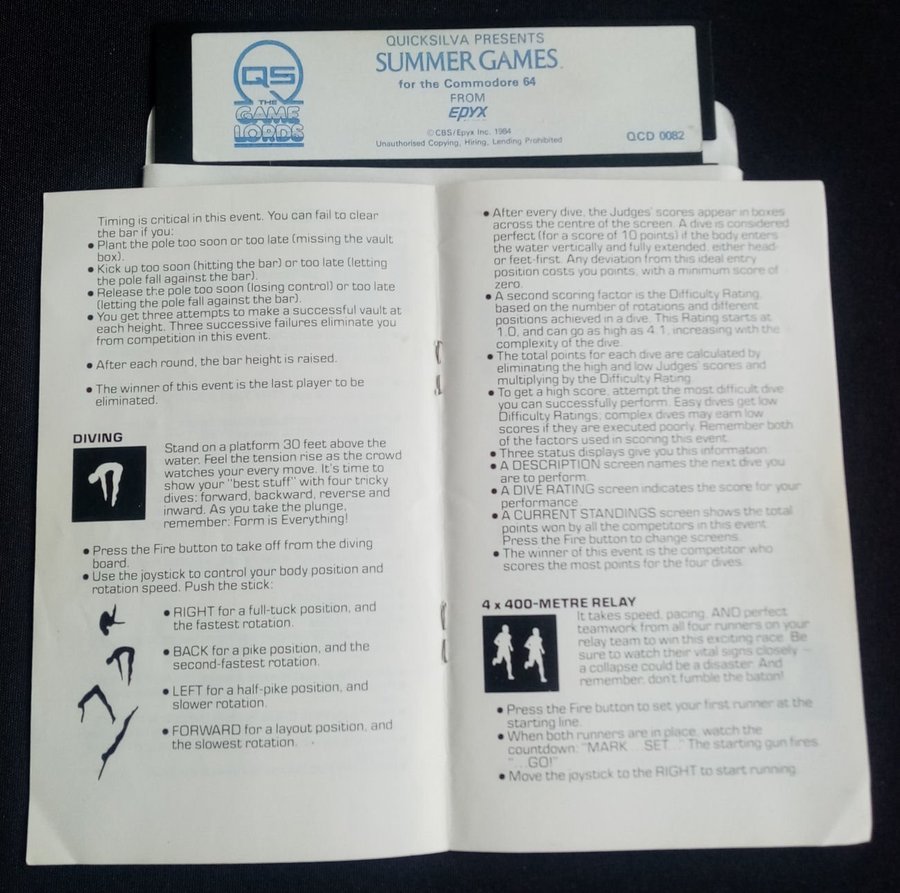 QS
THE
GAME
LORDS
QUICKSILVA PRESENTS
SUMMER GAMES
for the Commodore 64
FROM
EPYX
©CBS/Epyx Inc. 1984
Unauthorised Copying, Hiring, Lending Prohibited
QCD 0082
Timing is critical in this event. You can fail to clear
the bar if you:
• Plant the pole too soon or too late (missing the vault
box).
• Kick up too soon (hitting the bar) or too late (letting
the pole fall against the bar).
• Release the pole too soon (losing control) or too late
(letting the pole fall against the bar).
• You get three attempts to make a successful vault at
each height. Three successive failures eliminate you
from competition in this event.
• After each round, the bar height is raised.
• The winner of this event is the last player to be
eliminated.
DIVING
Stand on a platform 30 feet above the
water. Feel the tension rise as the crowd
watches your every move. It's time to
show your "best stuff" with four tricky
dives: forward, backward, reverse and
inward. As you take the plunge,
remember: Form is Everything!
• Press the Fire button to take off from the diving
board.
• Use the joystick to control your body position and
rotation speed. Push the stick:
• RIGHT for a full-tuck position, and
the fastest rotation.
• BACK for a pike position, and the
second-fastest rotation.
• LEFT for a half-pike position, and
slower rotation.
• FORWARD for a layout position, and
the slowest rotation.
• After every dive, the Judges' scores appear in boxes
across the centre of the screen. A dive is considered
perfect (for a score of 10 points) if the body enters
the water vertically and fully extended, either head-
or feet-first. Any deviation from this ideal entry
position costs you points, with a minimum score of
zero.
• A second scoring factor is the Difficulty Rating,
based on the number of rotations and different
positions achieved in a dive. This Rating starts at
1.0, and can go as high as 4.1, increasing with the
complexity of the dive.
• The total points for each dive are calculated by
eliminating the high and low Judges' scores and
multiplying by the Difficulty Rating.
• To get a high score, attempt the most difficult dive
you can successfully perform. Easy dives get low
Difficulty Ratings; complex dives may earn low
scores if they are executed poorly. Remember both
of the factors used in scoring this event.
• Three status displays give you this information:
• A DESCRIPTION screen names the next dive you
are to perform.
• A DIVE RATING screen indicates the score for your
performance.
• A CURRENT STANDINGS screen shows the total
points won by all the competitors in this event.
Press the Fire button to change screens.
• The winner of this event is the competitor who
scores the most points for the four dives.
4 x 400-METRE RELAY
It takes speed, pacing, AND perfect
teamwork from all four runners on your
relay team to win this exciting race. Be
sure to watch their vital signs closely –
a collapse could be a disaster. And
remember, don't fumble the baton!
• Press the Fire button to set your first runner at the
starting line.
• When both runners are in place, watch the
countdown: "MARK...SET..." The starting gun fires
"...GO!"
• Move the joystick to the RIGHT to start running.